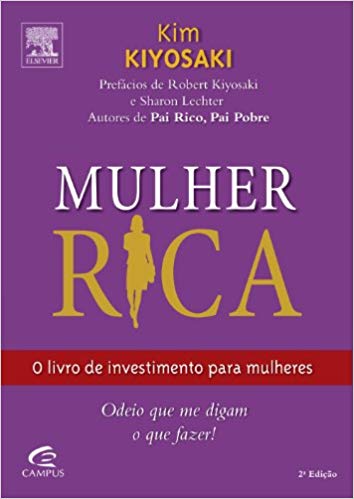 ELSEVIER
Kim
KIYOSAKI
Prefácios de Robert Kiyosaki
e Sharon Lechter
Autores de Pai Rico, Pai Pobre
MULHER
RICA
O livro de investimento para mulheres
Odeio que me digam
o que fazer!
CAMPUS
2ª Edição